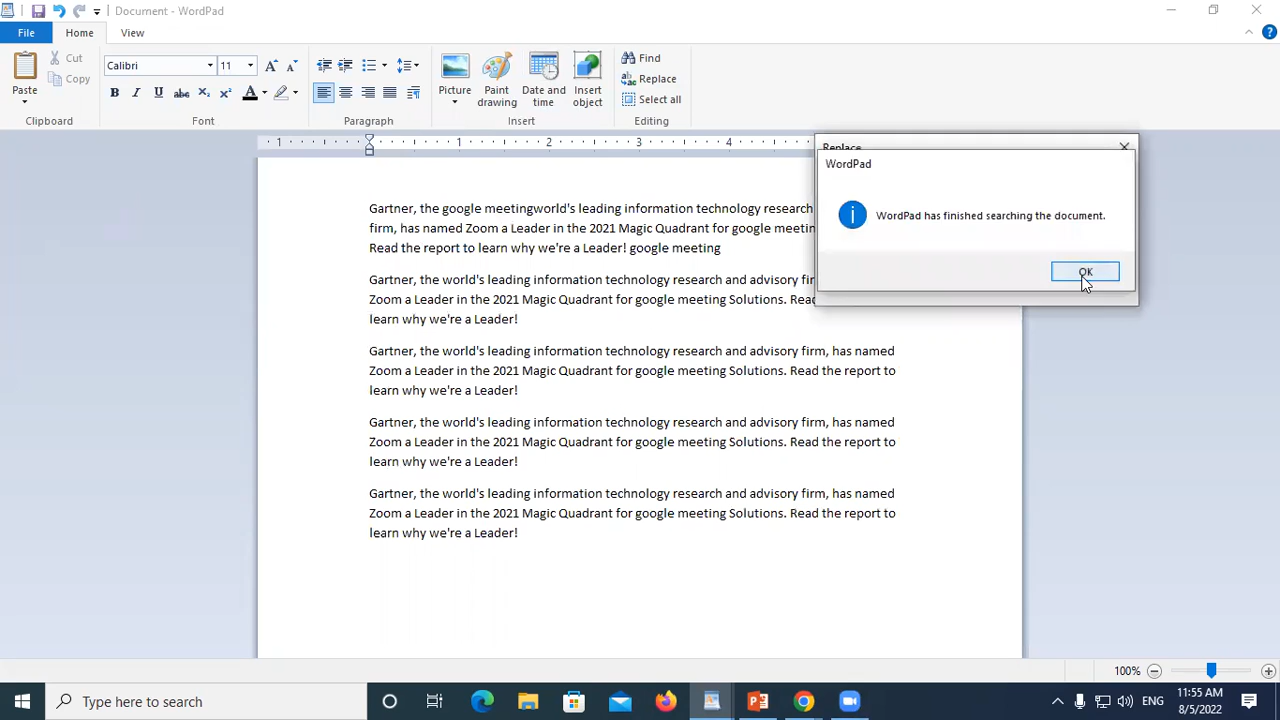 Document - WordPad
File Home View
Paste
Cut
Copy
Clipboard
Calibri 11
B I U abc X₂ X² A
Font
Paragraph
Picture
Paint drawing
Date and time
Insert object
Insert
Find
Replace
Select all
Editing
1 1 2 3 4
Replace
WordPad
WordPad has finished searching the document.
OK
Gartner, the google meetingworld's leading information technology research
firm, has named Zoom a Leader in the 2021 Magic Quadrant for google meeting
Read the report to learn why we're a Leader! google meeting
Gartner, the world's leading information technology research and advisory
Zoom a Leader in the 2021 Magic Quadrant for google meeting Solutions. Read
learn why we're a Leader!
Gartner, the world's leading information technology research and advisory firm, has named
Zoom a Leader in the 2021 Magic Quadrant for google meeting Solutions. Read the report to
learn why we're a Leader!
Gartner, the world's leading information technology research and advisory firm, has named
Zoom a Leader in the 2021 Magic Quadrant for google meeting Solutions. Read the report to
learn why we're a Leader!
Gartner, the world's leading information technology research and advisory firm, has named
Zoom a Leader in the 2021 Magic Quadrant for google meeting Solutions. Read the report to
learn why we're a Leader!
100%
Type here to search
ENG
11:55 AM
8/5/2022